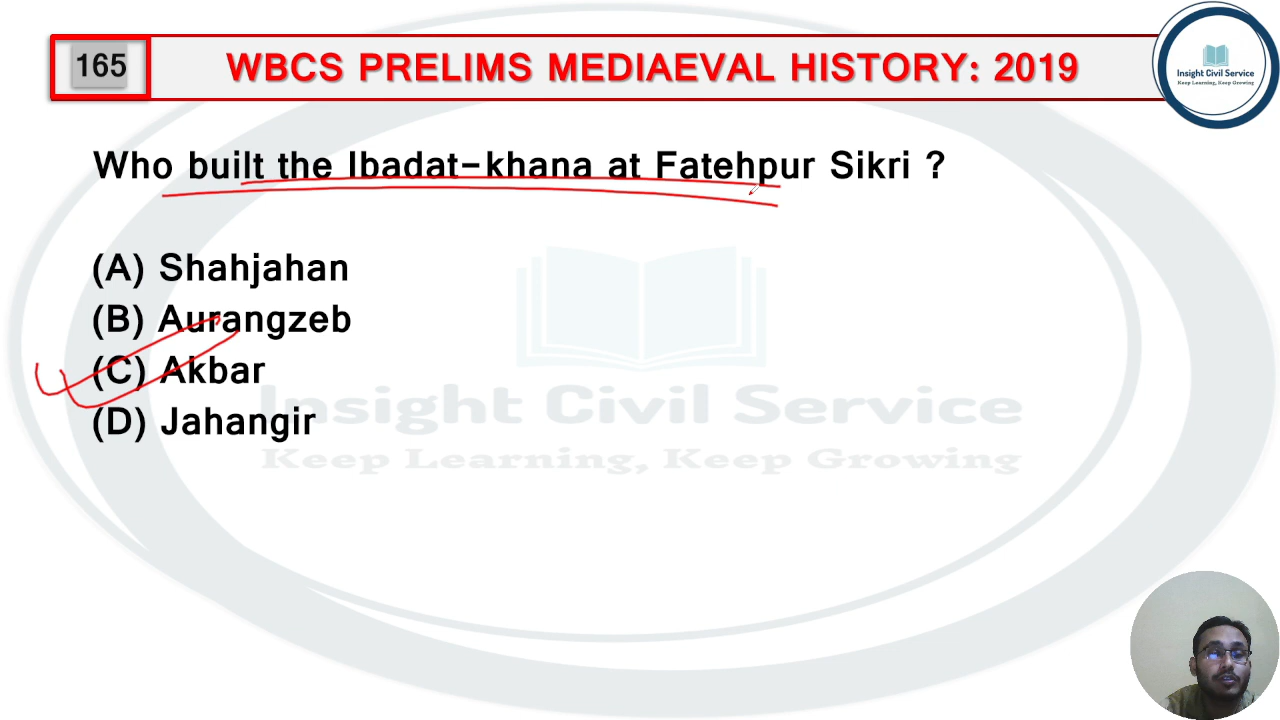 165
WBCS PRELIMS MEDIAEVAL HISTORY: 2019
Insight Civil Service
Keep Learning, Keep Growing
Who built the Ibadat-khana at Fatehpur Sikri ?
(A) Shahjahan
(B) Aurangzeb
(C) Akbar
(D) Jahangir
Insight Civil Service
Keep Learning, Keep Growing